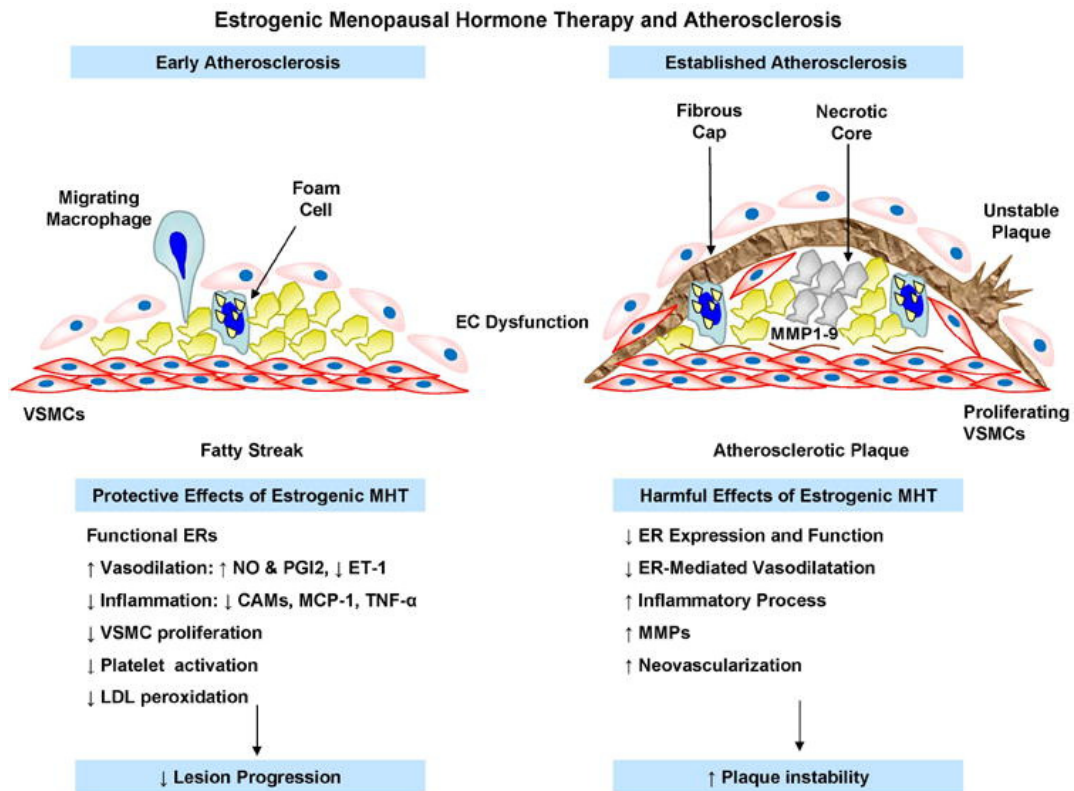 Estrogenic Menopausal Hormone Therapy and Atherosclerosis
Early Atherosclerosis
Migrating
Macrophage
Foam
Cell
EC Dysfunction
VSMCs
Fatty Streak
Protective Effects of Estrogenic MHT
Functional ERs
↑ Vasodilation: ↑ NO & PGI2, ↓ ET-1
↓ Inflammation: ↓ CAMs, MCP-1, TNF-α
↓ VSMC proliferation
↓ Platelet activation
↓ LDL peroxidation
↓ Lesion Progression
Established Atherosclerosis
Fibrous
Cap
Necrotic
Core
Unstable
Plaque
MMP1-9
Proliferating
VSMCs
Atherosclerotic Plaque
Harmful Effects of Estrogenic MHT
↓ ER Expression and Function
↓ ER-Mediated Vasodilatation
↑ Inflammatory Process
↑ MMPs
↑ Neovascularization
↑ Plaque instability